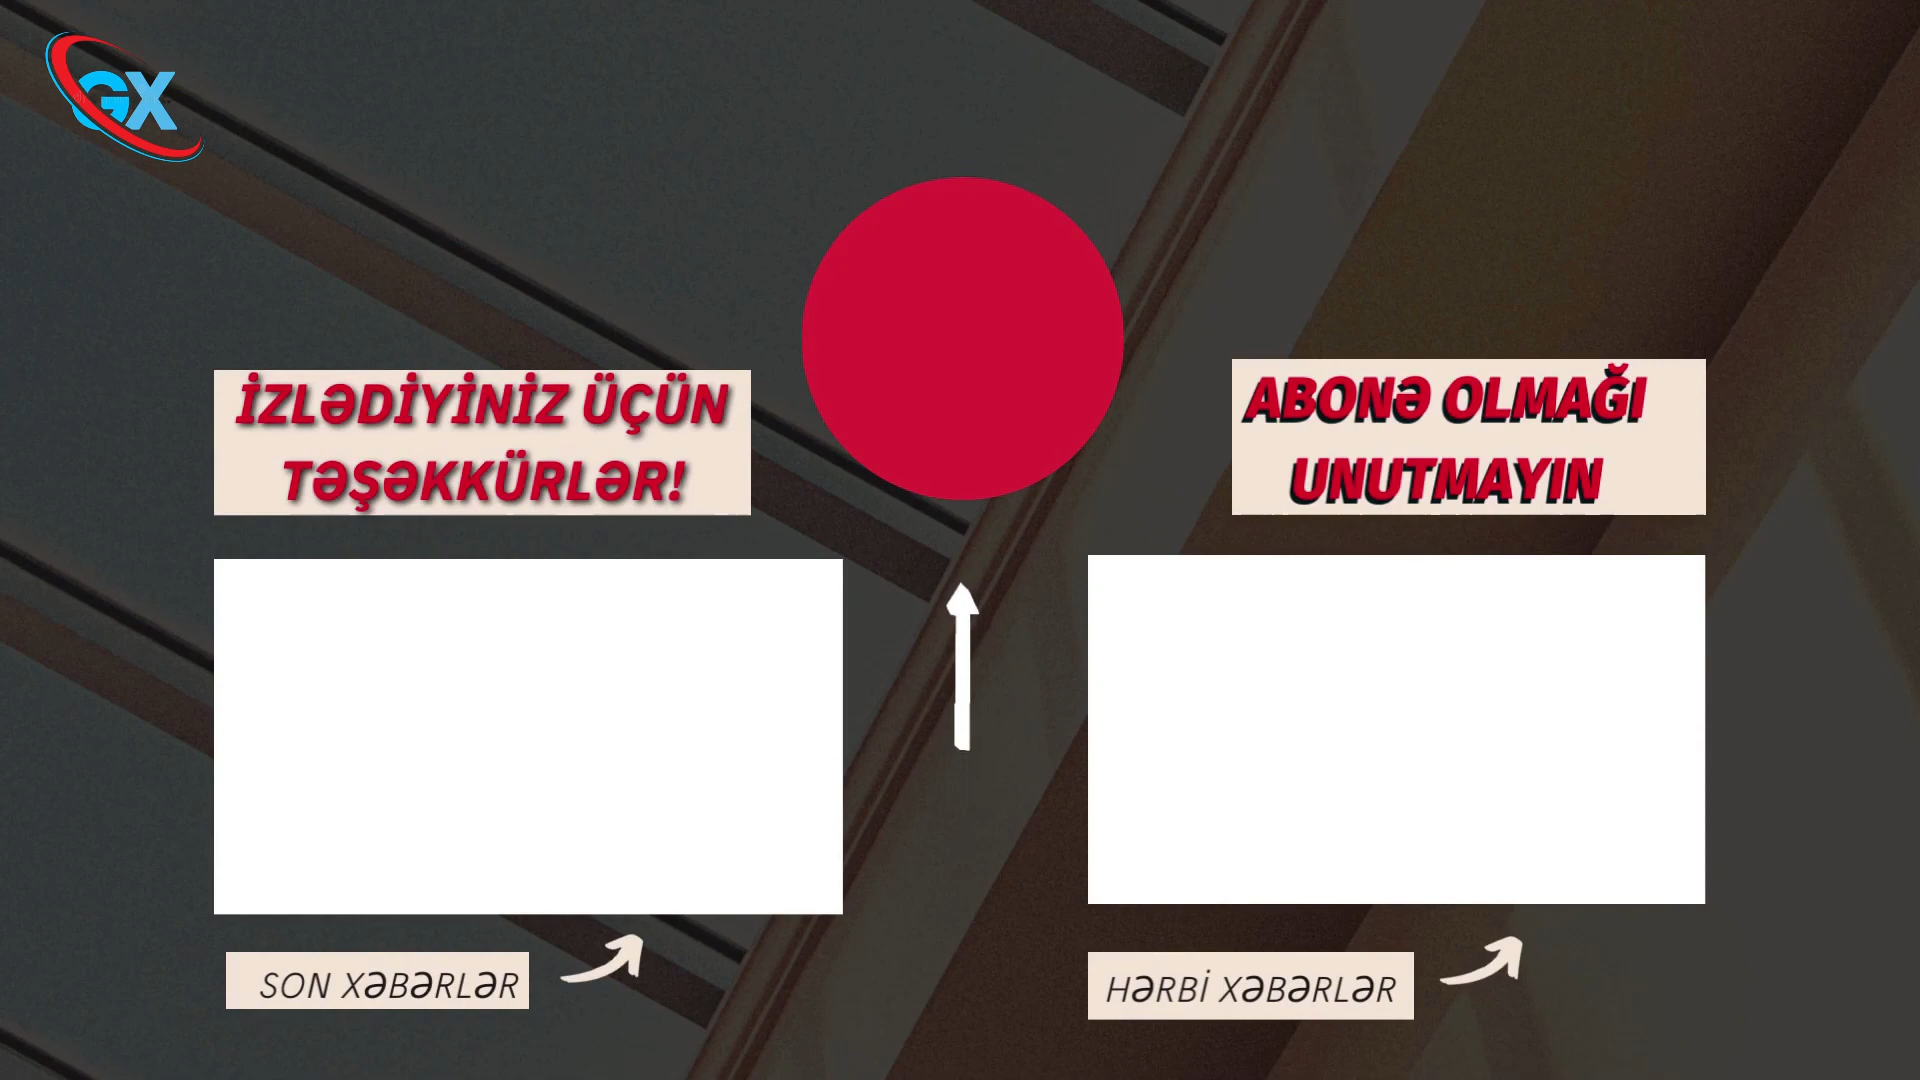 GX
İZLƏDİYİNİZ ÜÇÜN
TƏŞƏKKÜRLƏR!
ABONƏ OLMAĞI
UNUTMAYIN
SON XƏBƏRLƏR
HƏRBİ XƏBƏRLƏR